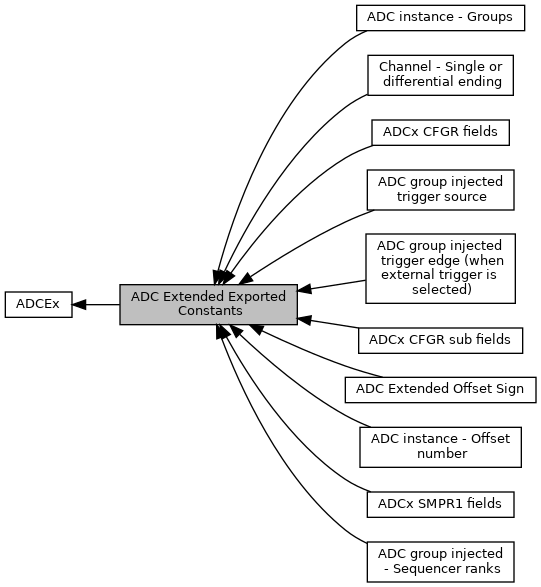 ADC instance - Groups
Channel - Single or
differential ending
ADCx CFGR fields
ADC group injected
trigger source
ADC group injected
trigger edge (when
external trigger is
selected)
ADCEx
ADC Extended Exported
Constants
ADCx CFGR sub fields
ADC Extended Offset Sign
ADC instance - Offset
number
ADCx SMPR1 fields
ADC group injected
- Sequencer ranks